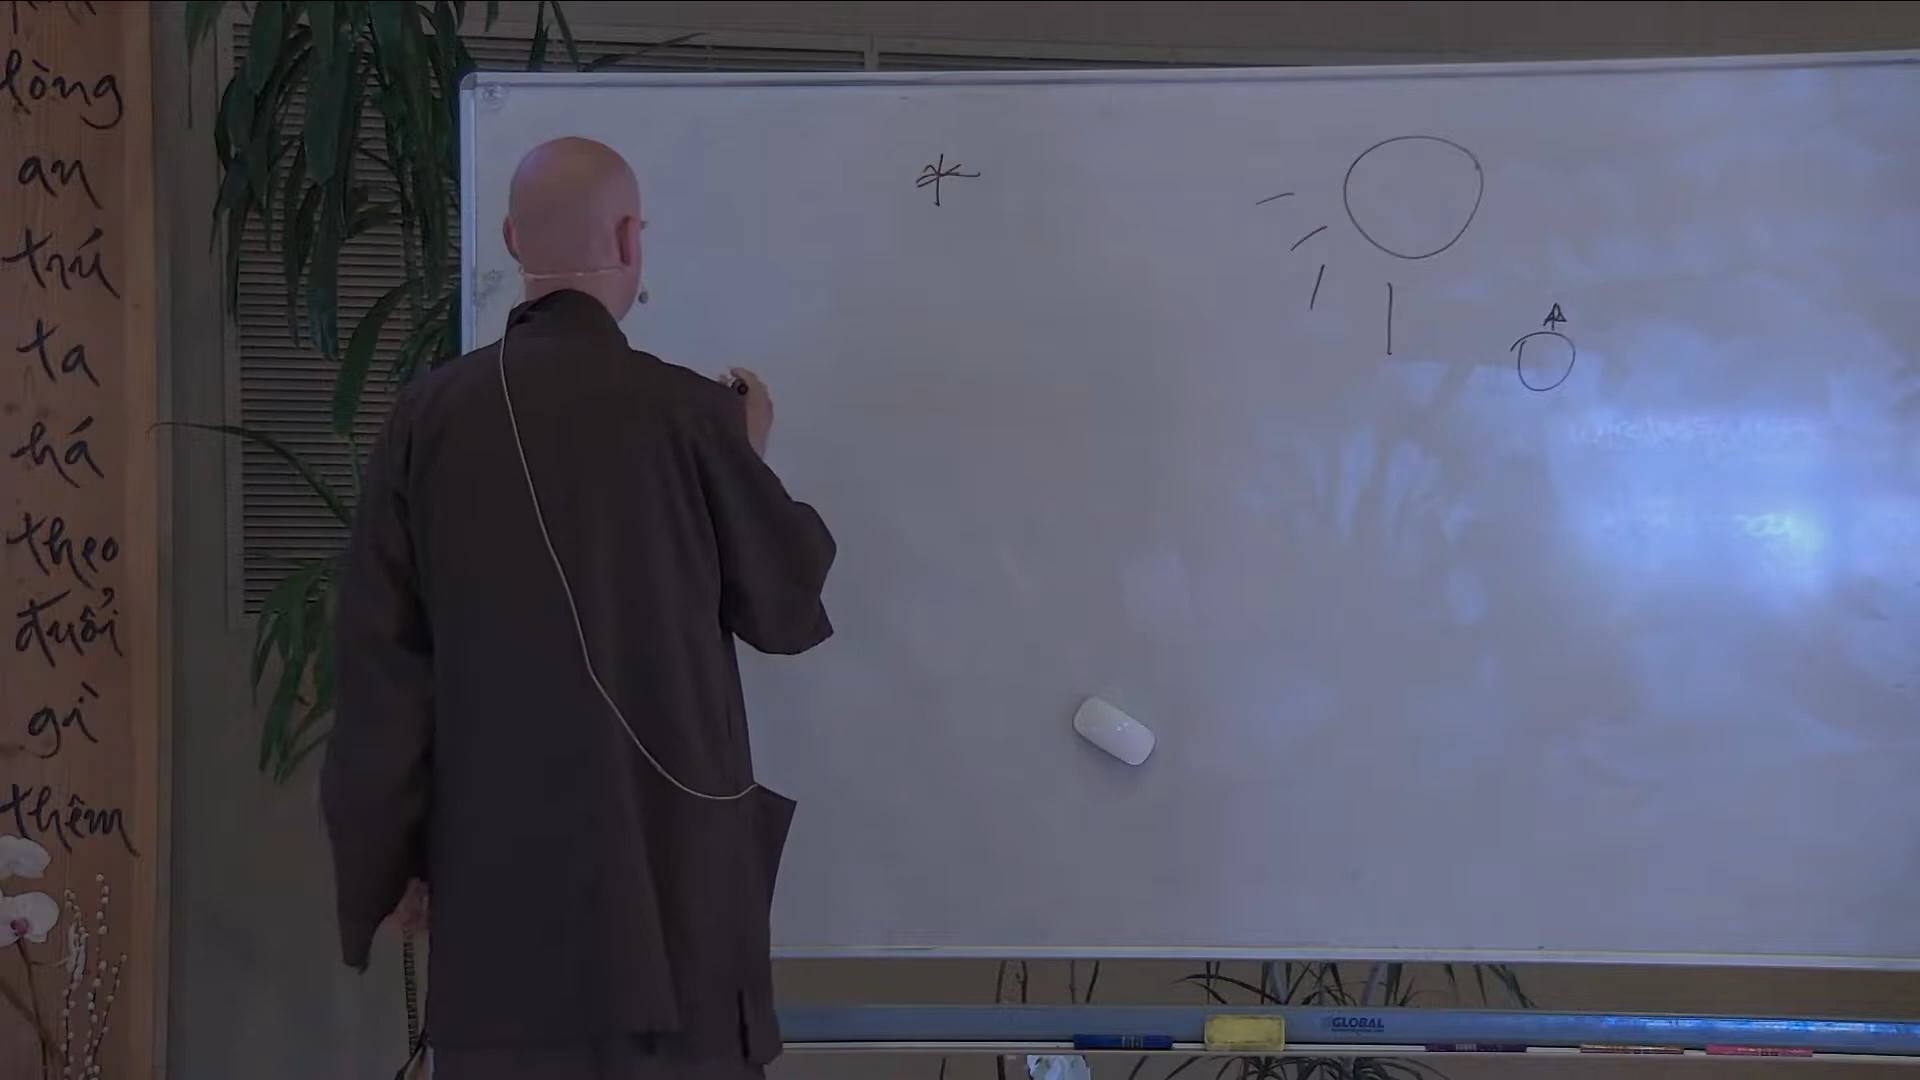 lòng
an
trú
ta
há
theo
đuổi
gì
thêm
GLOBAL